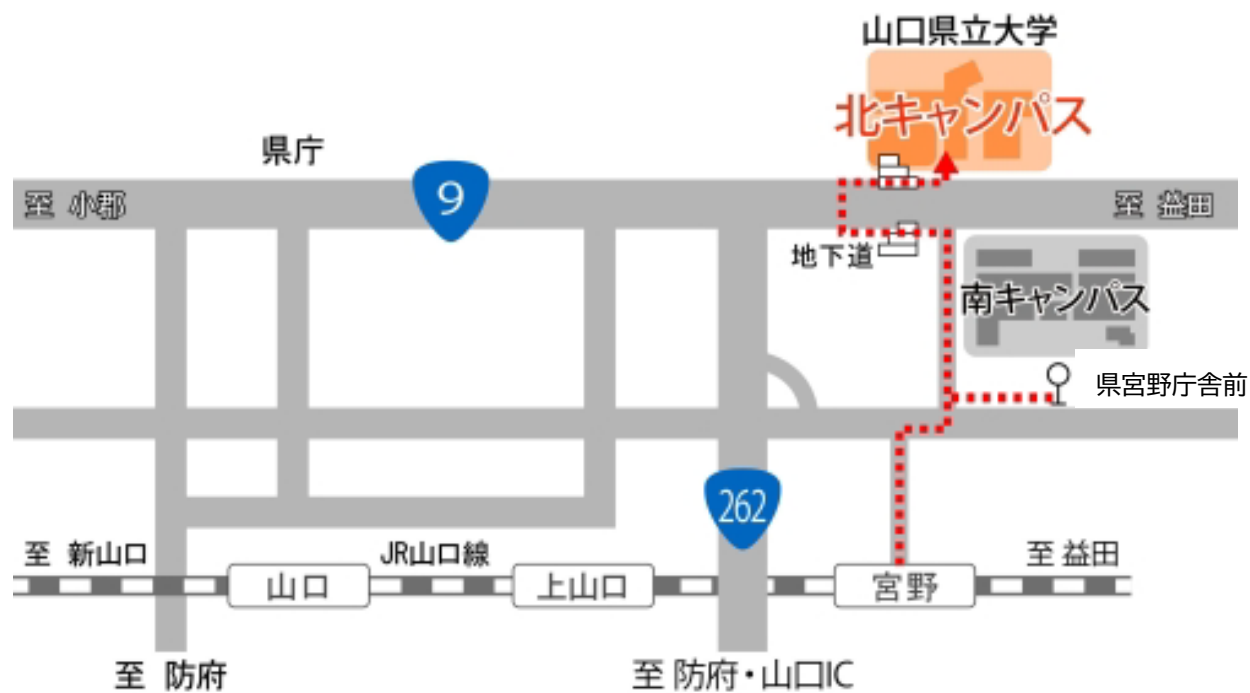 山口県立大学
北キャンパス
県庁
9
至 小郡
至 益田
地下道
南キャンパス
県宮野庁舎前
262
至 新山口
JR山口線
至 益田
山口
上山口
宮野
至 防府
至 防府・山口IC